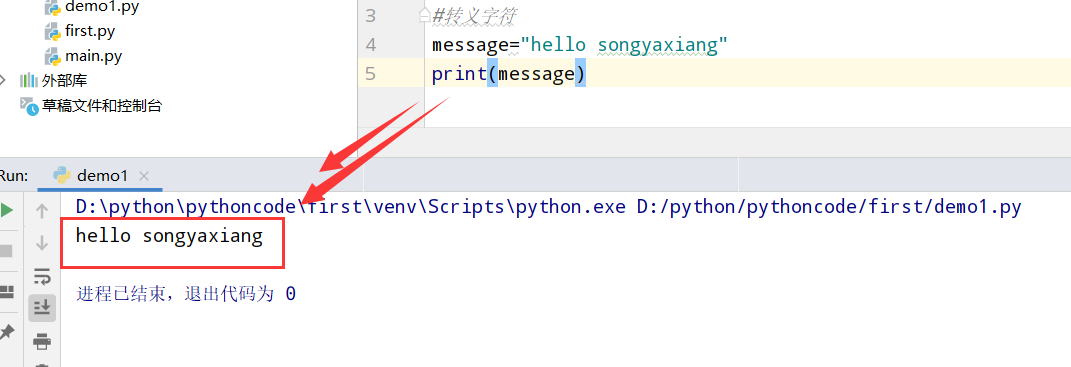 demo1.py
first.py
main.py
外部库
草稿文件和控制台
3 #转义字符
4 message="hello songyaxiang"
5 print(message)
Run: demo1
D:\python\pythoncode\first\venv\Scripts\python.exe D:/python/pythoncode/first/demo1.py
hello songyaxiang
进程已结束，退出代码为 0